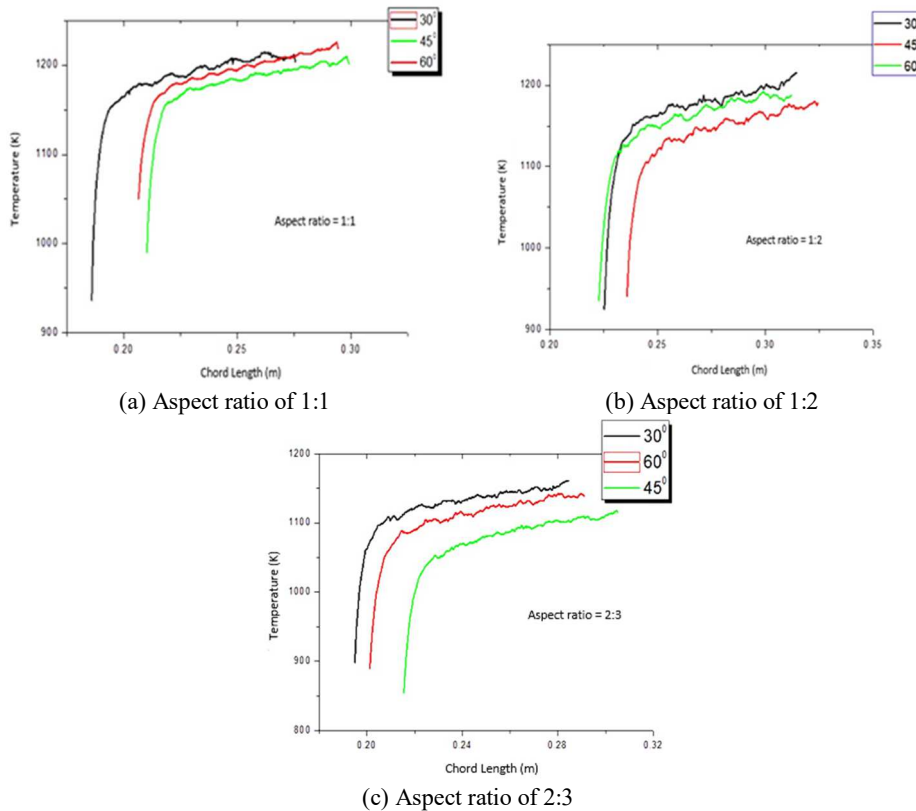 30⁰
45⁰
60⁰
1200
1100
1000
900
Temperature (K)
Aspect ratio = 1:1
0.20
0.25
0.30
Chord Length (m)
(a) Aspect ratio of 1:1
30
45
60
1200
1100
1000
900
Temperature (K)
Aspect ratio = 1:2
0.20
0.25
0.30
0.35
Chord Length (m)
(b) Aspect ratio of 1:2
30⁰
60⁰
45⁰
1200
1100
1000
900
800
Temperature (K)
Aspect ratio = 2:3
0.20
0.24
0.28
0.32
Chord Length (m)
(c) Aspect ratio of 2:3